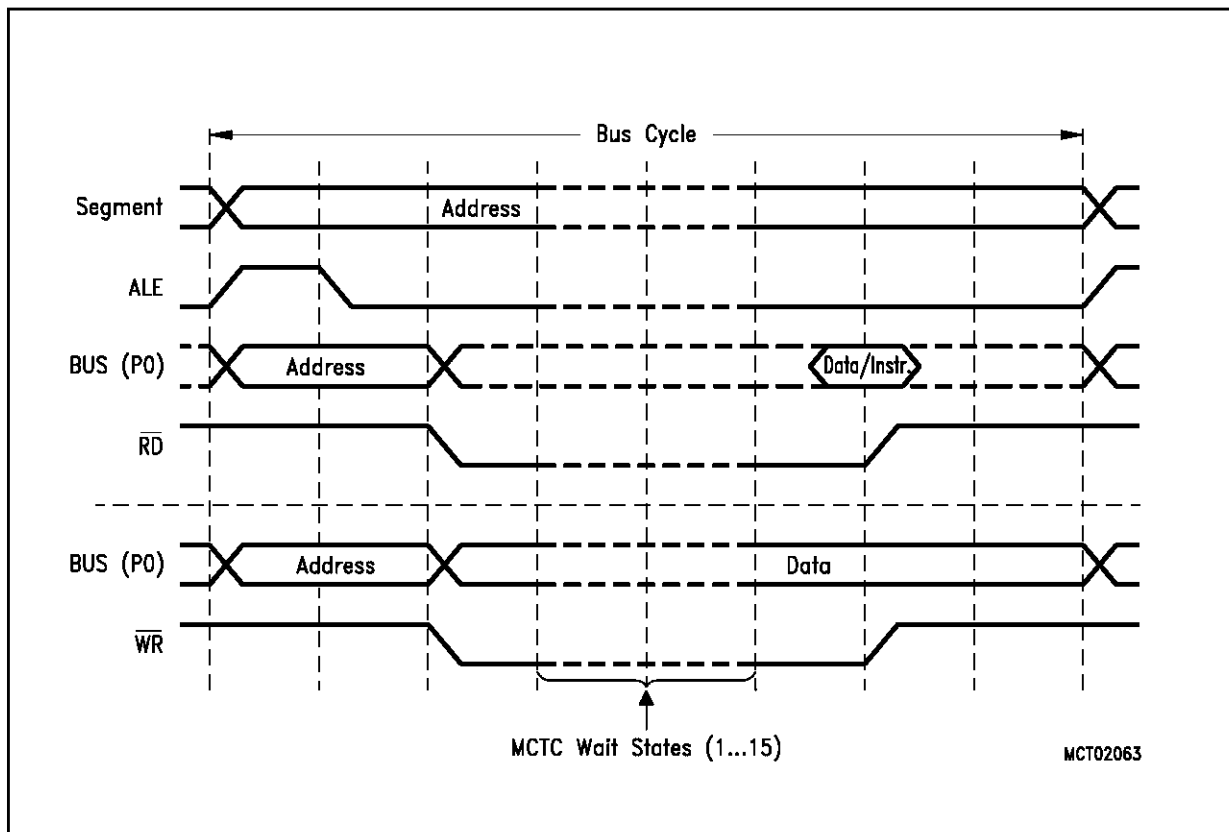 Bus Cycle
Segment
Address
ALE
BUS (P0)
Address
Data/Instr.
RD
BUS (P0)
Address
Data
WR
MCTC Wait States (1...15)
MCT02063